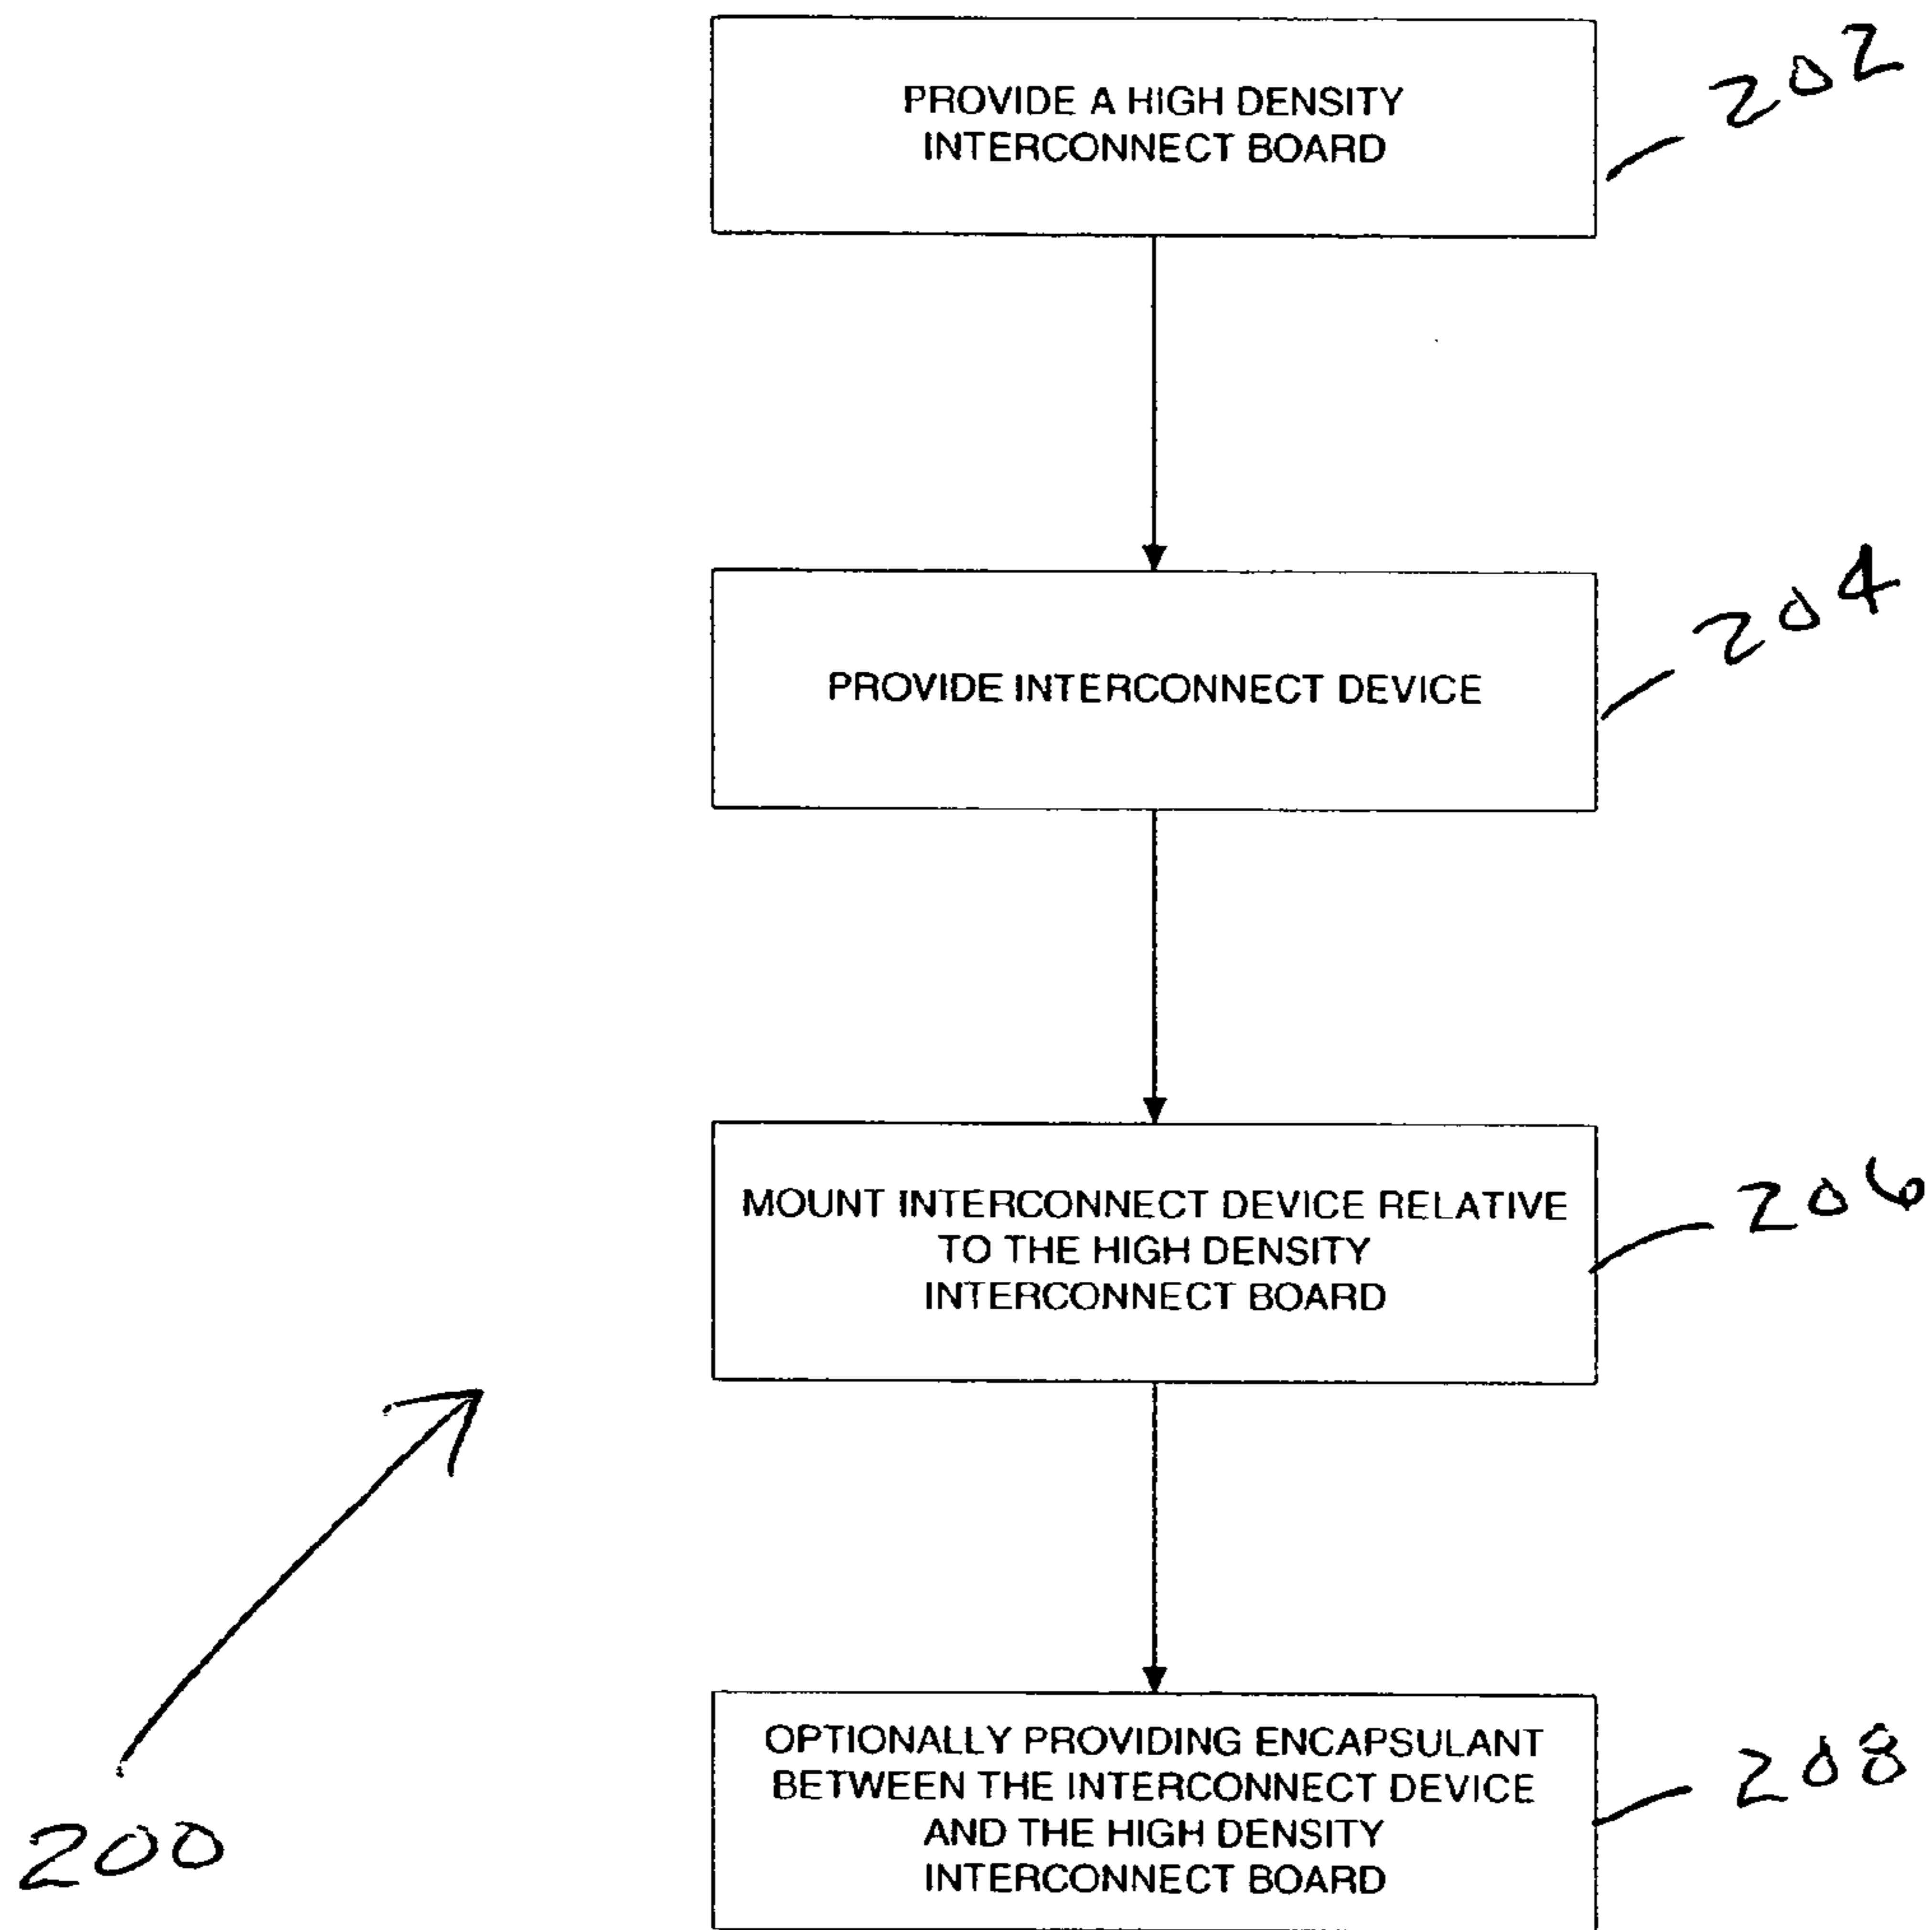 PROVIDE A HIGH DENSITY
INTERCONNECT BOARD
202
PROVIDE INTERCONNECT DEVICE
204
MOUNT INTERCONNECT DEVICE RELATIVE
TO THE HIGH DENSITY
INTERCONNECT BOARD
206
OPTIONALLY PROVIDING ENCAPSULANT
BETWEEN THE INTERCONNECT DEVICE
AND THE HIGH DENSITY
INTERCONNECT BOARD
208
200